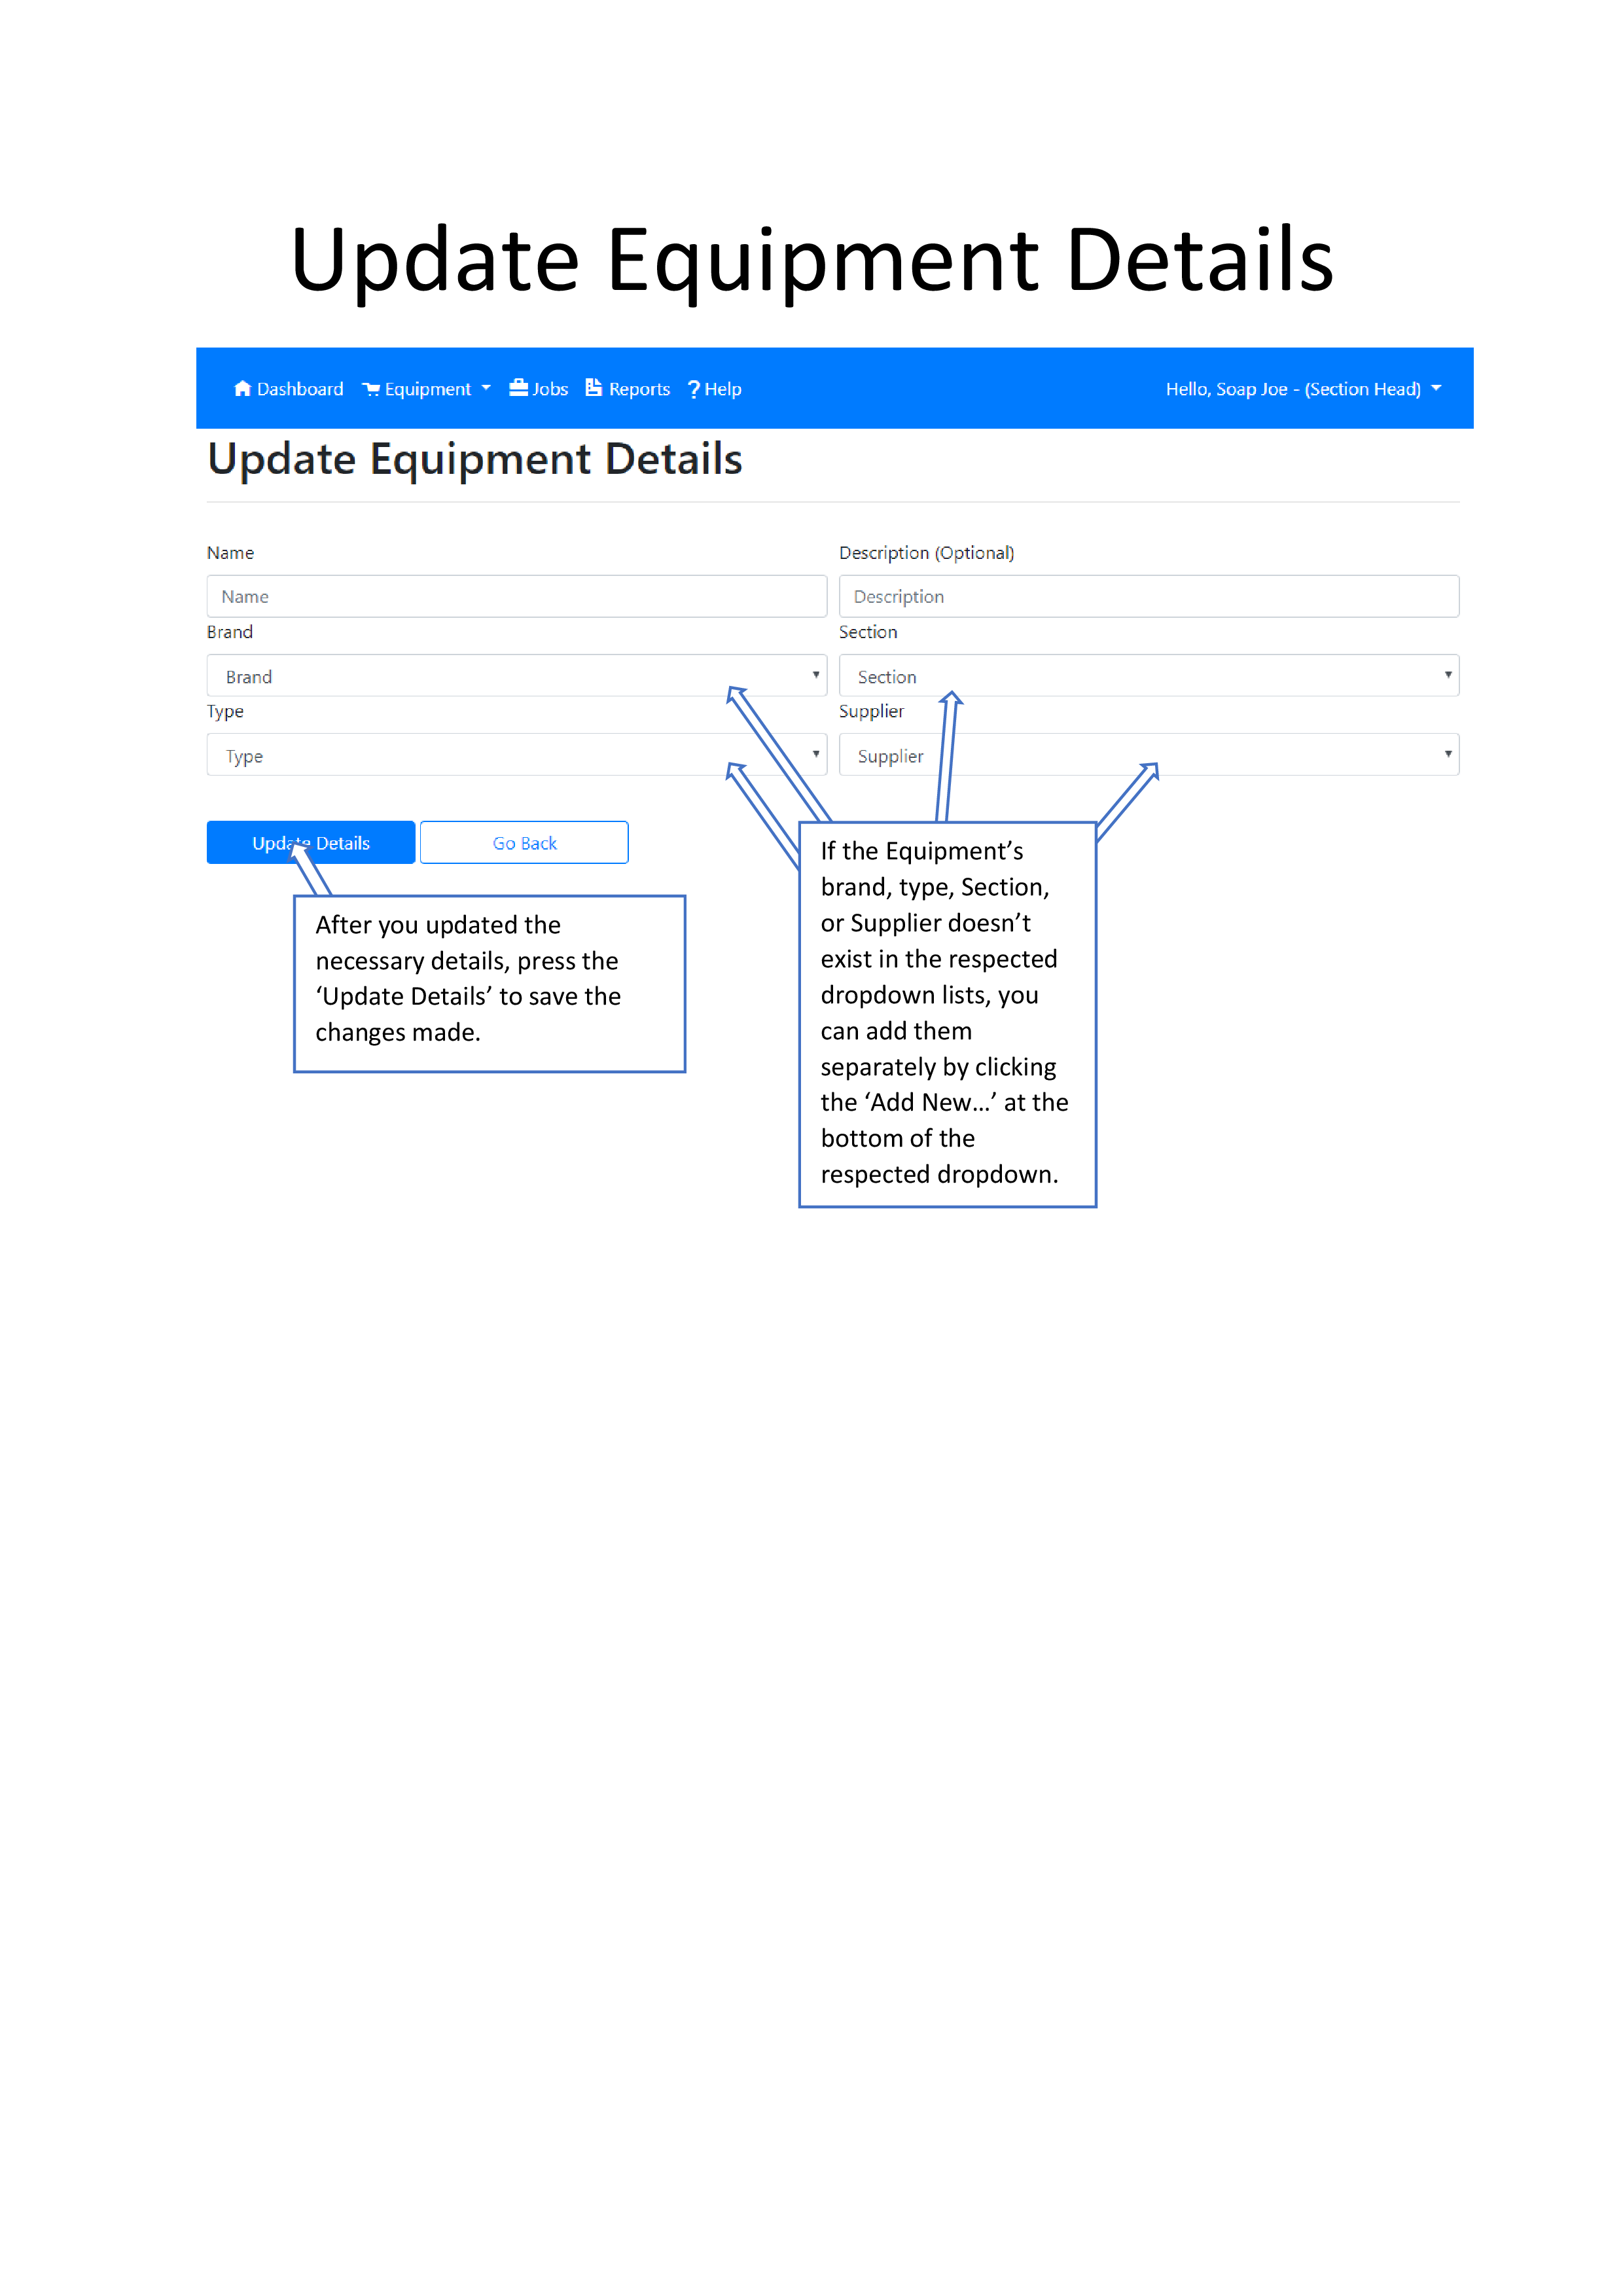 Update Equipment Details
Dashboard Equipment Jobs Reports ? Help Hello, Soap Joe - (Section Head)
Update Equipment Details
Name Description (Optional)
Name Description
Brand Section
Brand Section
Type Supplier
Type Supplier
Update Details Go Back
After you updated the
necessary details, press the
‘Update Details’ to save the
changes made.
If the Equipment’s
brand, type, Section,
or Supplier doesn’t
exist in the respected
dropdown lists, you
can add them
separately by clicking
the ‘Add New…’ at the
bottom of the
respected dropdown.